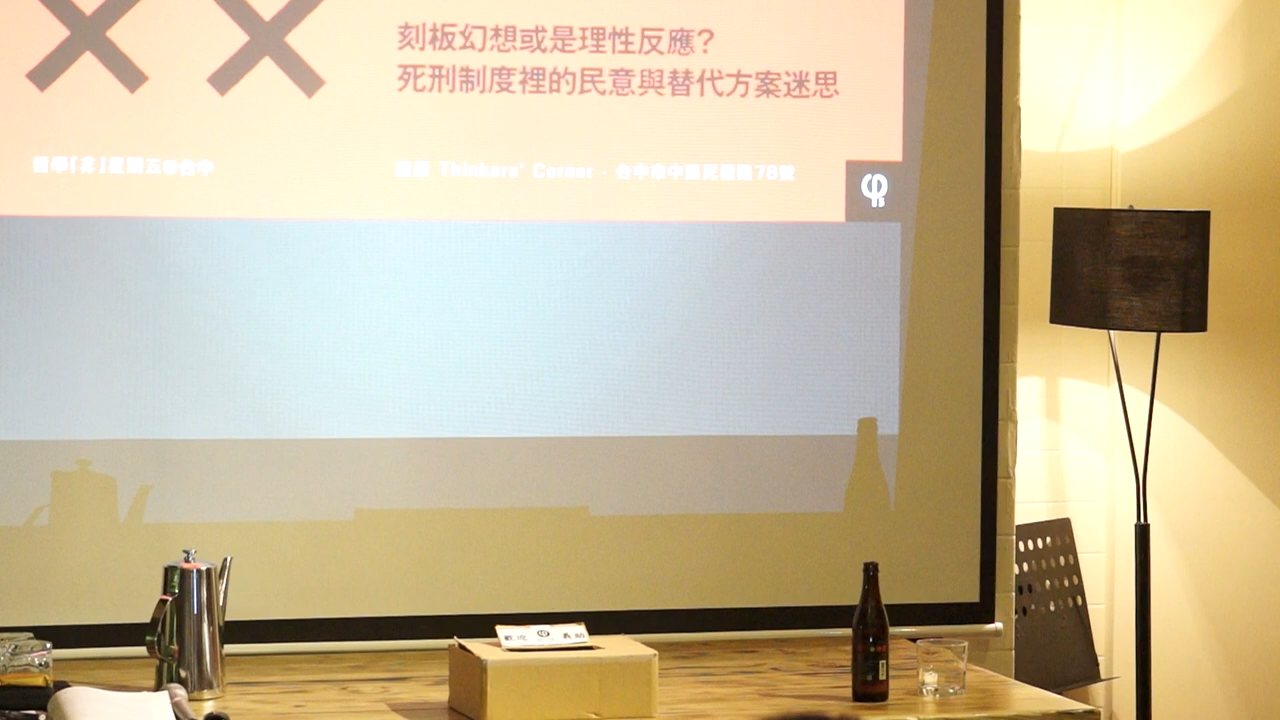 刻板幻想或是理性反應?
死刑制度裡的民意與替代方案迷思
哲學「非」星期五@台中
Thinkers' Corner · 台中市中區民權路78號
歡迎 義助